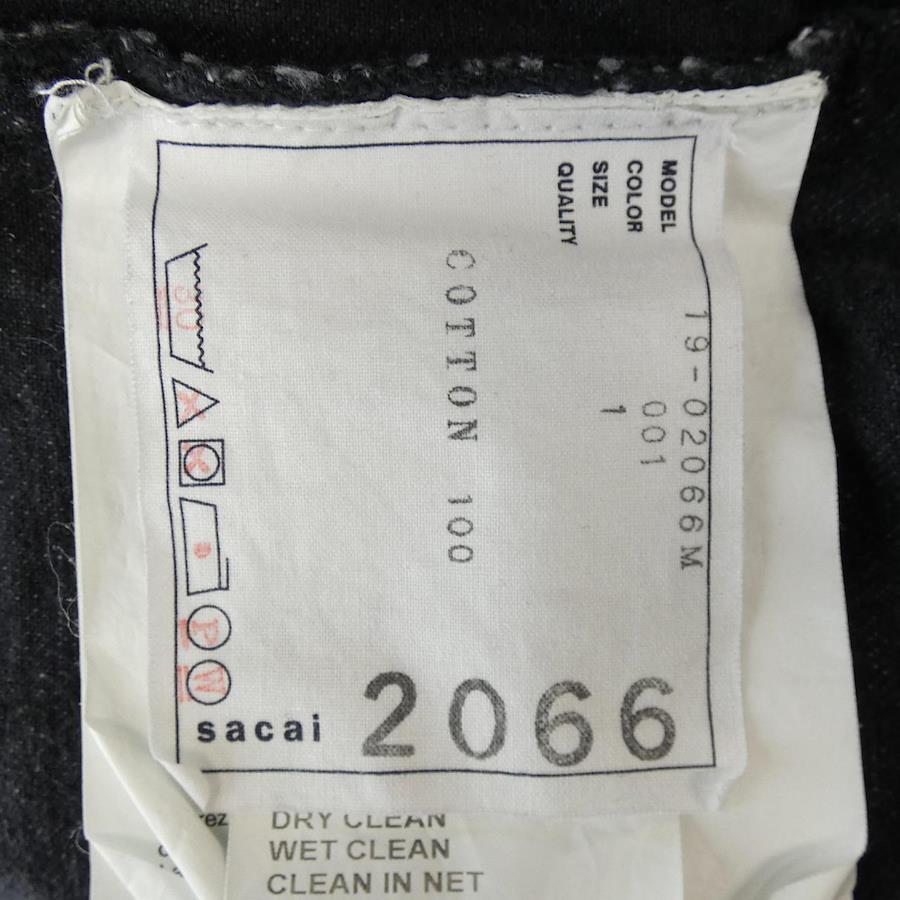 MODEL 19-02066M
COLOR 001
SIZE 1
QUALITY
COTTON 100
30
P
W
sacai 2066
DRY CLEAN
WET CLEAN
CLEAN IN NET